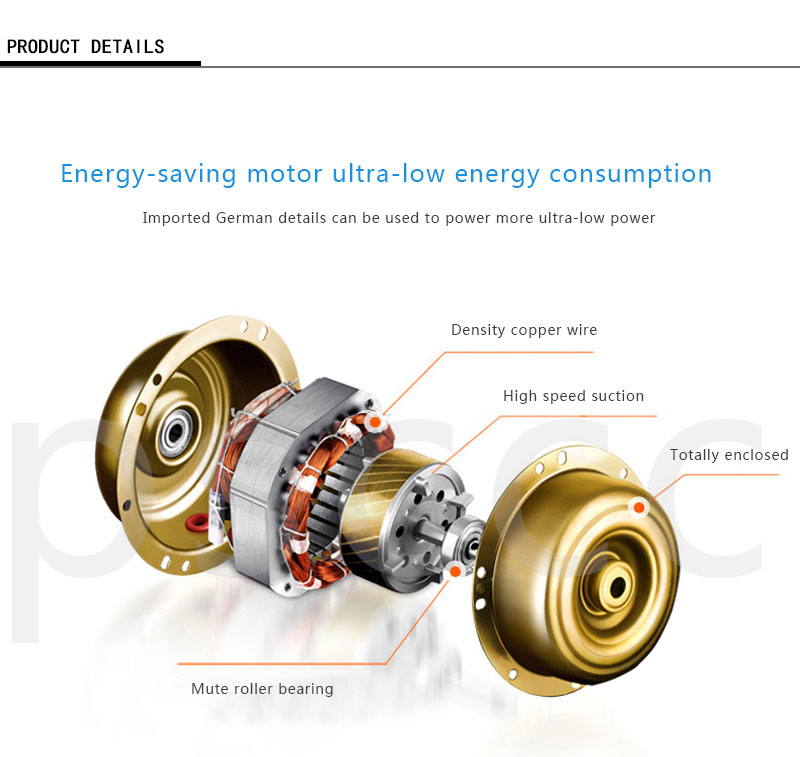 PRODUCT DETAILS
Energy-saving motor ultra-low energy consumption
Imported German details can be used to power more ultra-low power
Density copper wire
High speed suction
Totally enclosed
psccc
Mute roller bearing